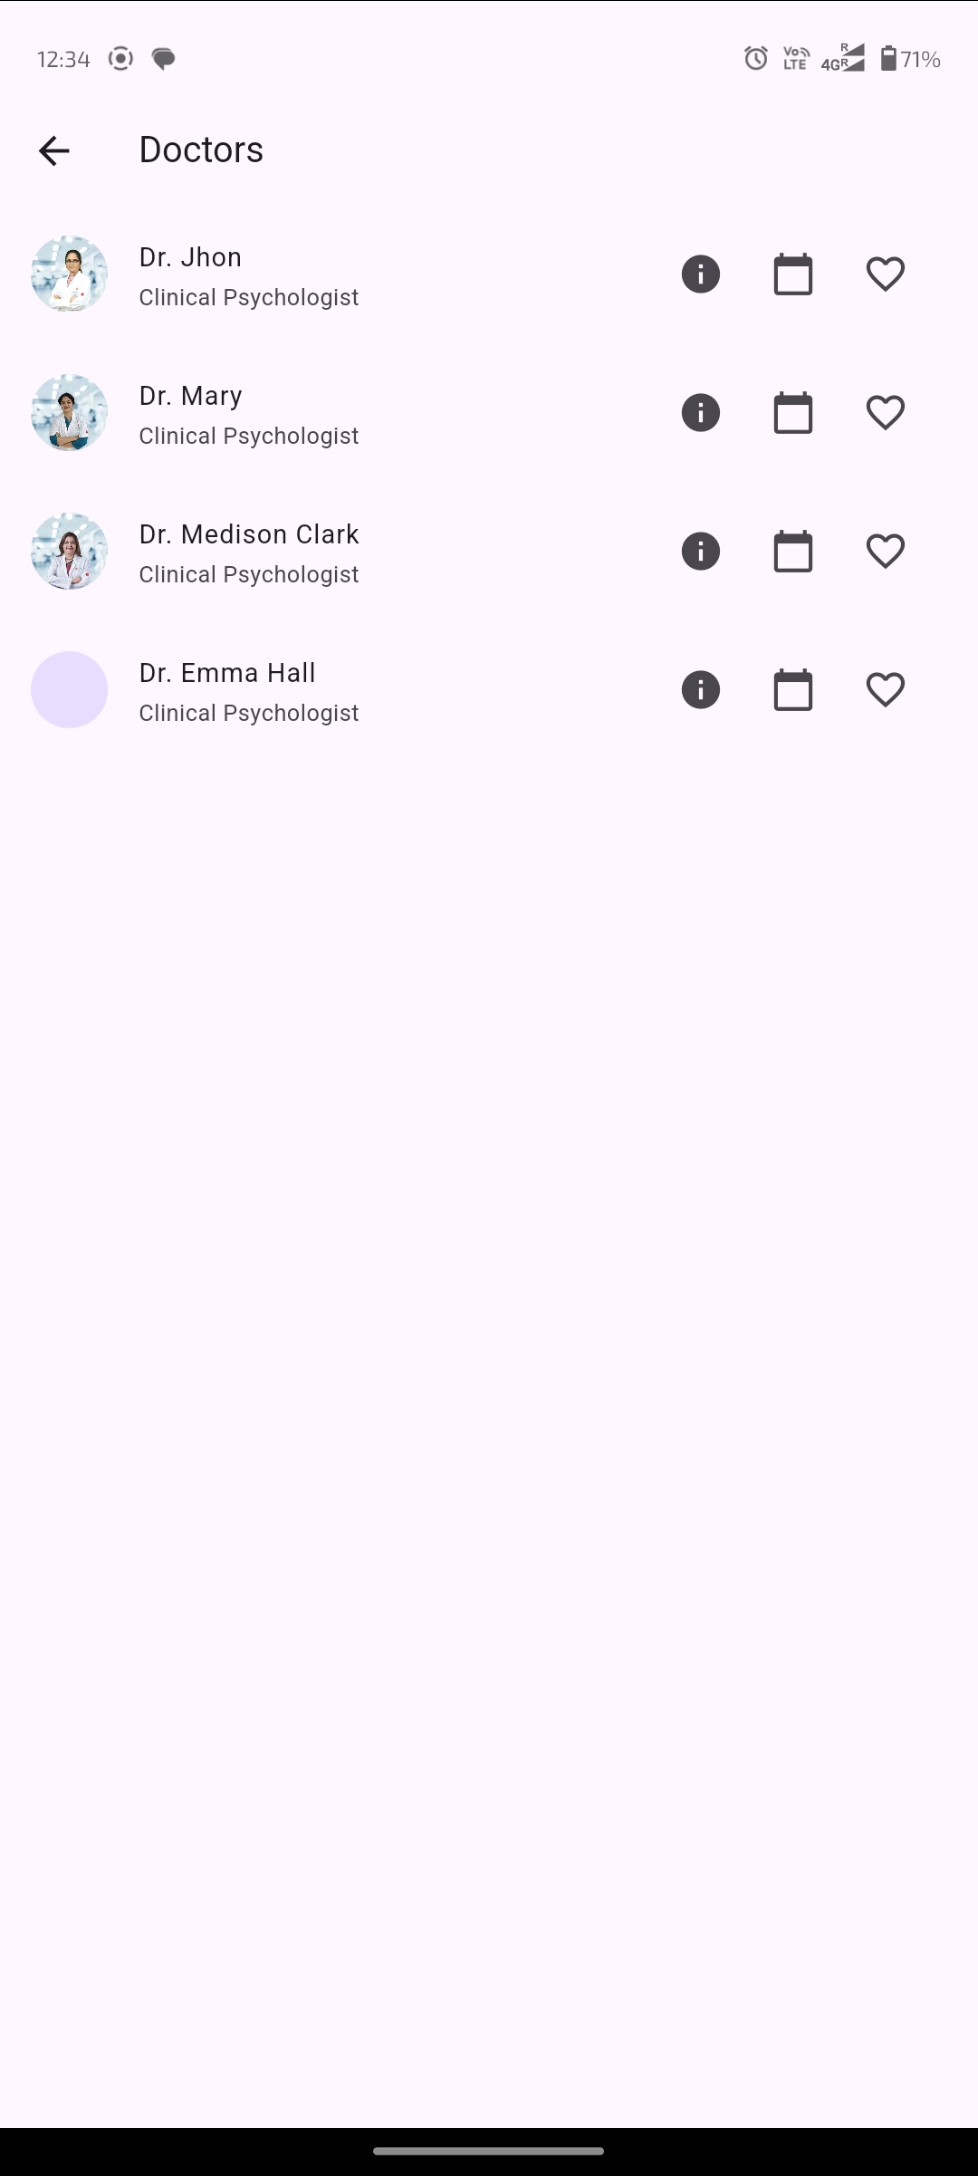 12:34
Vo LTE 4G R R 71%
Doctors
Dr. Jhon
Clinical Psychologist
Dr. Mary
Clinical Psychologist
Dr. Medison Clark
Clinical Psychologist
Dr. Emma Hall
Clinical Psychologist